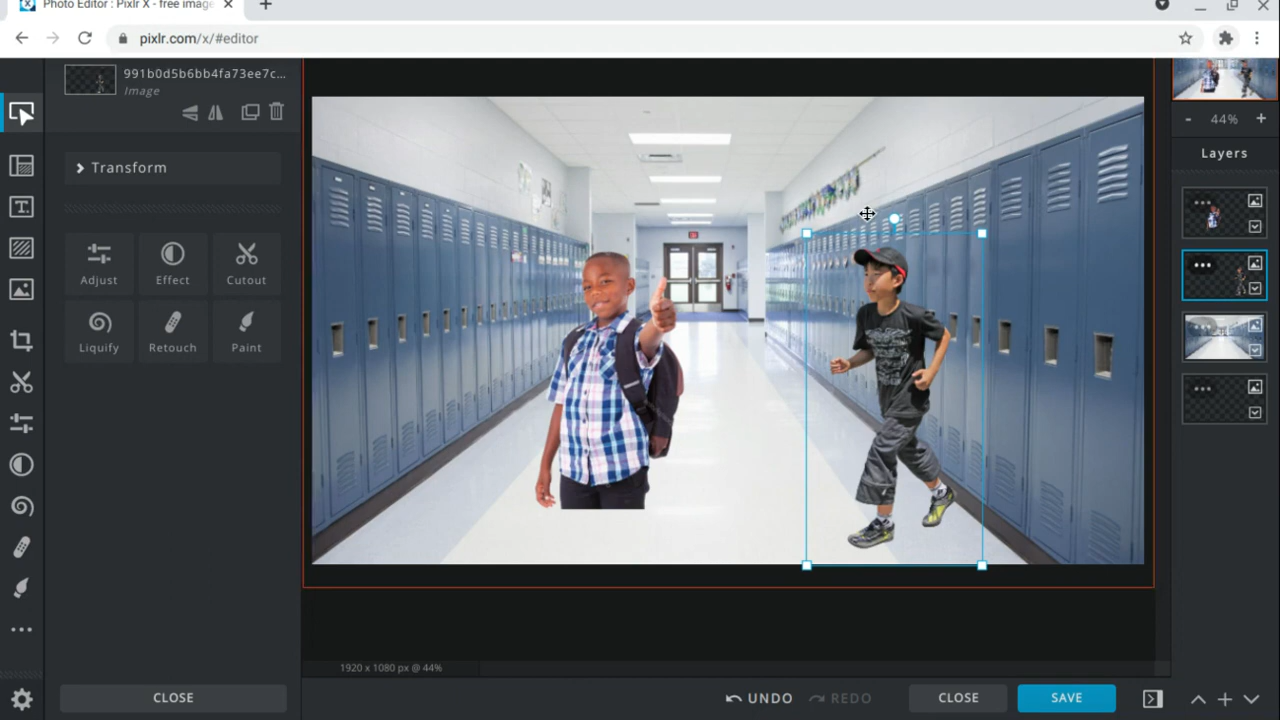 Photo Editor : Pixlr X - free image
pixlr.com/x/#editor
991b0d5b6bb4fa73ee7c...
Image
Transform
Adjust
Effect
Cutout
Liquify
Retouch
Paint
CLOSE
1920 x 1080 px @ 44%
UNDO
REDO
CLOSE
SAVE
- 44% +
Layers